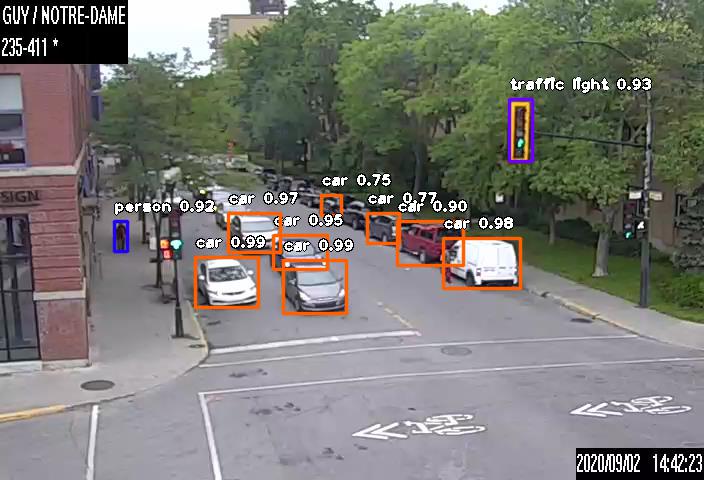 GUY / NOTRE-DAME
235-411 *
traffic light 0.93
car 0.75
car 0.97
car 0.77
person 0.92
car 0.90
car 0.95
car 0.98
car 0.99
car 0.99
SIGN
2020/09/02 14:42:23